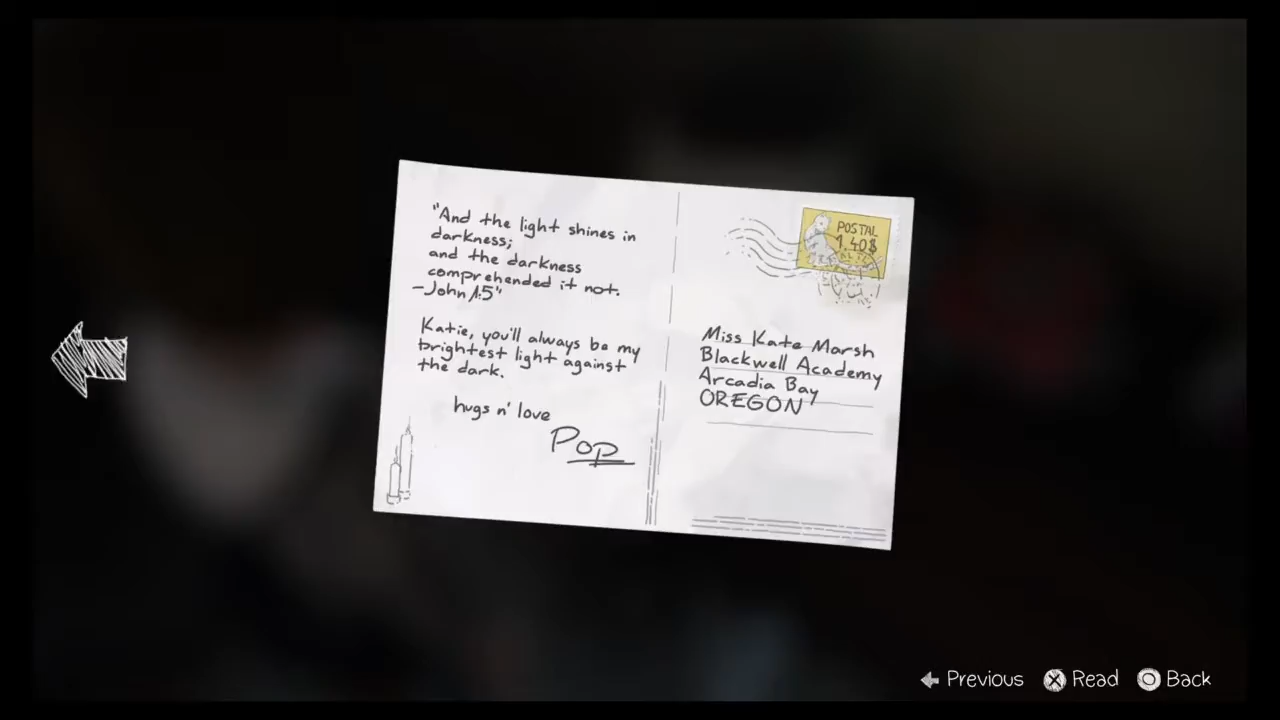 "And the light shines in
darkness;
and the darkness
comprehended it not.
-John 1:5"
Katie, you'll always be my
brightest light against
the dark.
hugs n' love
Pop
POSTAL
1.40$
Miss Kate Marsh
Blackwell Academy
Arcadia Bay
OREGON
Previous
Read
Back